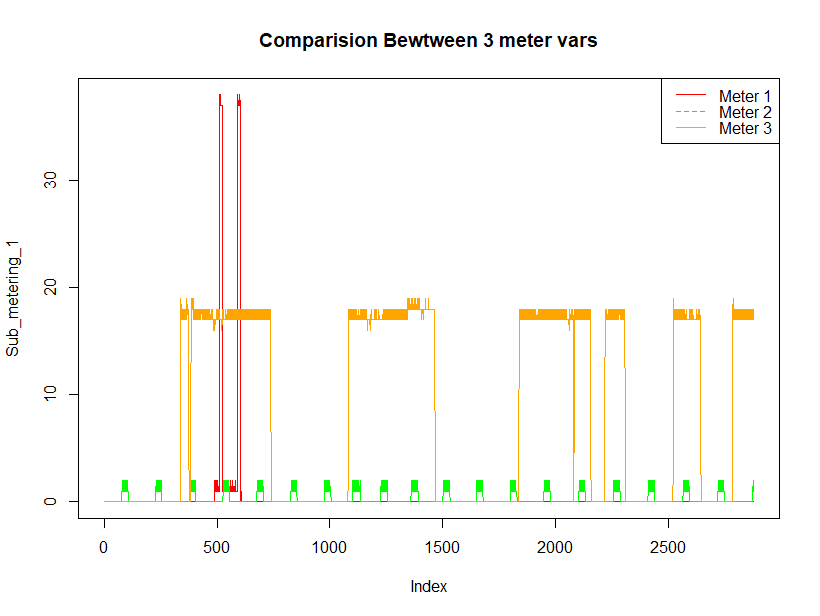 Comparision Bewtween 3 meter vars
Meter 1
Meter 2
Meter 3
30
20
10
0
Sub_metering_1
0 500 1000 1500 2000 2500
Index